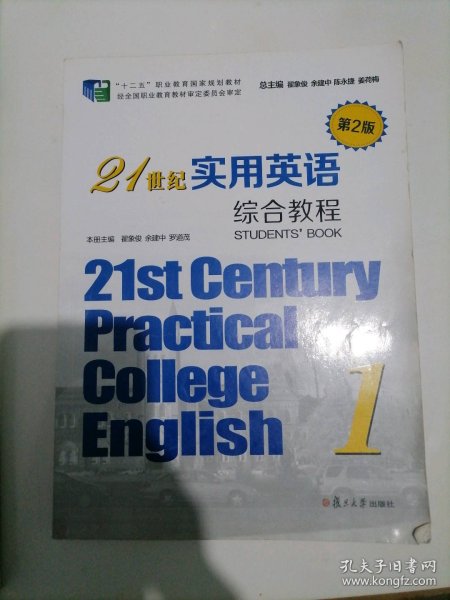 "十二五"职业教育国家规划教材
经全国职业教育教材审定委员会审定
总主编 翟象俊 余建中 陈永捷 姜荷梅
第2版
21世纪实用英语
综合教程
STUDENTS' BOOK
本册主编 翟象俊 余建中 罗道茂
21st Century
Practical
College
English
1
复旦大学出版社
孔夫子旧书网
www.kongfz.com